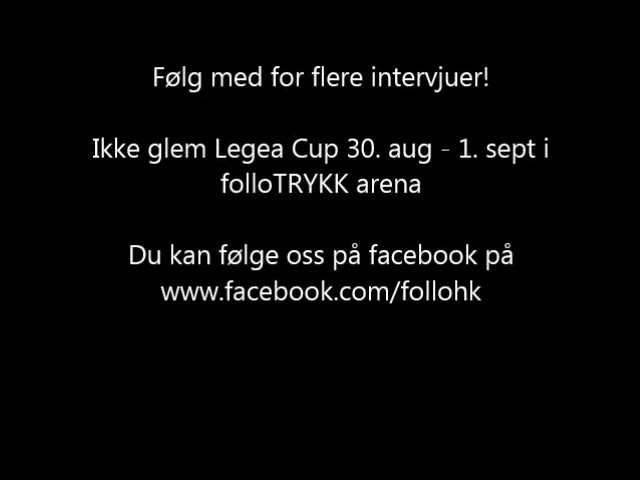 Følg med for flere intervjuer!
Ikke glem Legea Cup 30. aug - 1. sept i
folloTRYKK arena
Du kan følge oss på facebook på
www.facebook.com/follohk